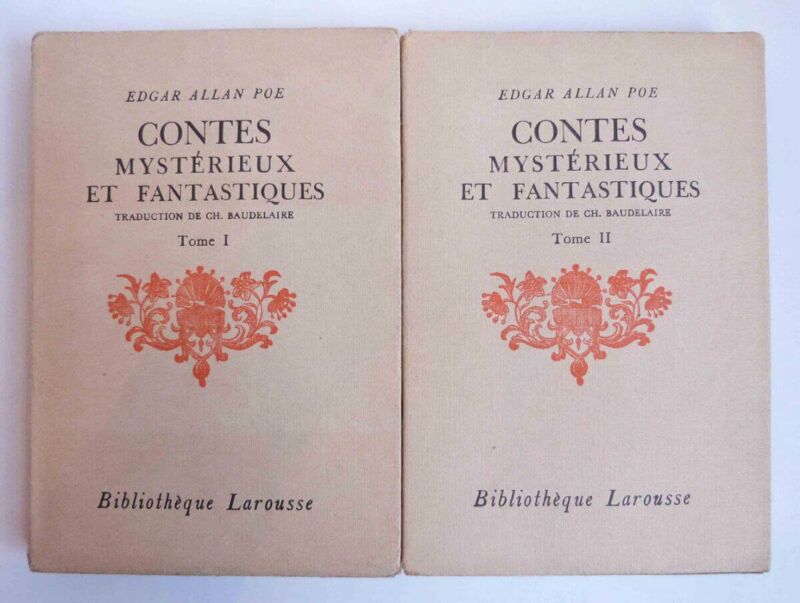 EDGAR ALLAN POE
CONTES
MYSTÉRIEUX
ET FANTASTIQUES
TRADUCTION DE CH. BAUDELAIRE
Tome I
Bibliothèque Larousse
EDGAR ALLAN POE
CONTES
MYSTÉRIEUX
ET FANTASTIQUES
TRADUCTION DE CH. BAUDELAIRE
Tome II
Bibliothèque Larousse